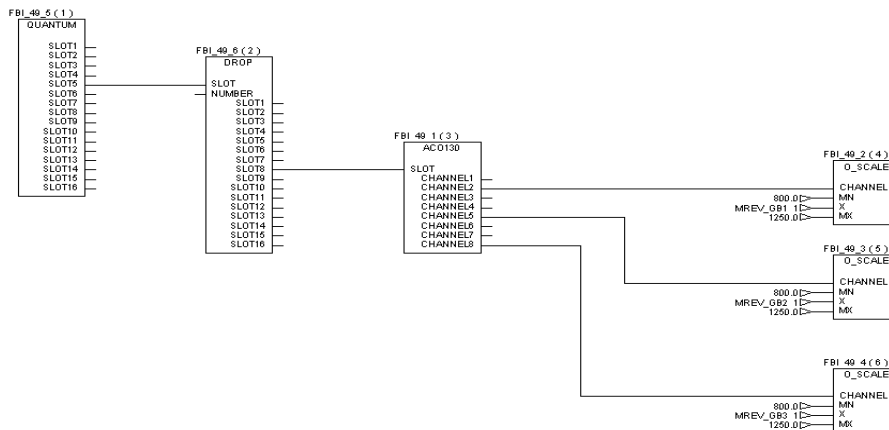 FBI_49_5(1)
QUANTUM
SLOT1
SLOT2
SLOT3
SLOT4
SLOT5
SLOT6
SLOT7
SLOT8
SLOT9
SLOT10
SLOT11
SLOT12
SLOT13
SLOT14
SLOT15
SLOT16
FBI_49_6(2)
DROP
SLOT
NUMBER
SLOT1
SLOT2
SLOT3
SLOT4
SLOT5
SLOT6
SLOT7
SLOT8
SLOT9
SLOT10
SLOT11
SLOT12
SLOT13
SLOT14
SLOT15
SLOT16
FBI_49_1(3)
ACO130
SLOT
CHANNEL1
CHANNEL2
CHANNEL3
CHANNEL4
CHANNEL5
CHANNEL6
CHANNEL7
CHANNEL8
FBI_49_2(4)
O_SCALE
CHANNEL
800.0 MN
MREV_GB1_1 X
1250.0 MX
FBI_49_3(5)
O_SCALE
CHANNEL
800.0 MN
MREV_GB2_1 X
1250.0 MX
FBI_49_4(6)
O_SCALE
CHANNEL
800.0 MN
MREV_GB3_1 X
1250.0 MX